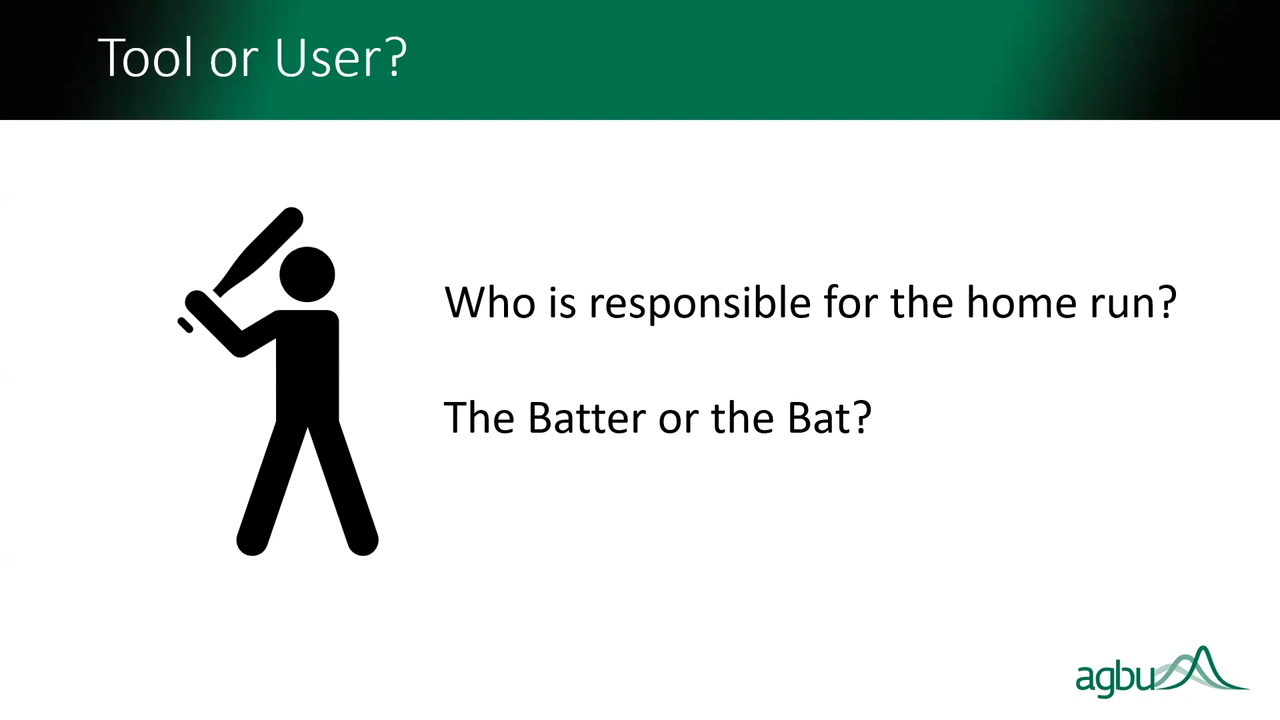 Tool or User?
Who is responsible for the home run?
The Batter or the Bat?
agbu